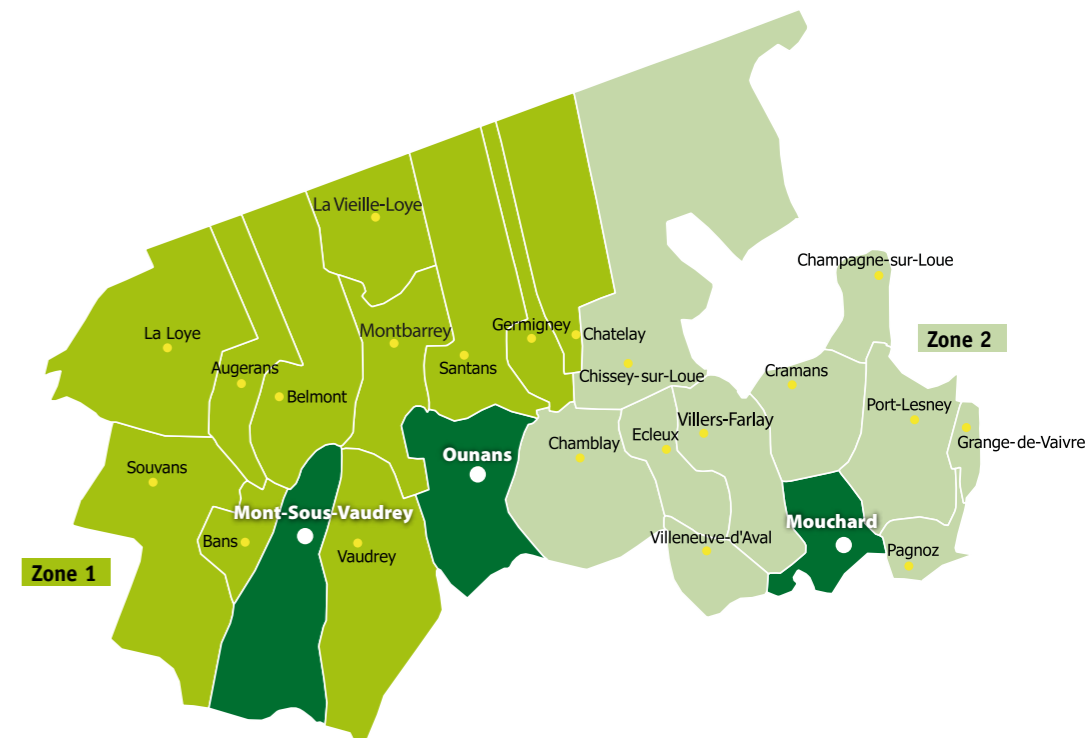 La Vieille-Loye
Champagne-sur-Loue
La Loye
Montbarrey
Germigney
Chatelay
Zone 2
Augerans
Santans
Chissey-sur-Loue
Cramans
Belmont
Port-Lesney
Villers-Farlay
Ecleux
Chamblay
Grange-de-Vaivre
Ounans
Souvans
Mont-Sous-Vaudrey
Mouchard
Bans
Vaudrey
Villeneuve-d'Aval
Pagnoz
Zone 1